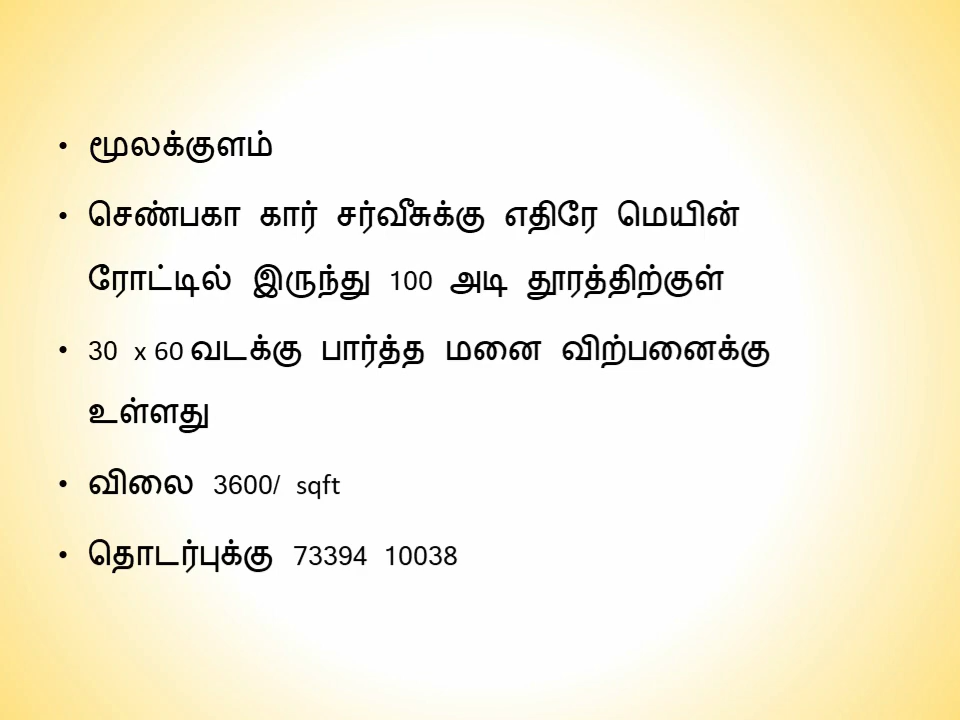 • மூலக்குளம்
• செண்பகா கார் சர்வீசுக்கு எதிரே மெயின்
ரோட்டில் இருந்து 100 அடி தூரத்திற்குள்
• 30 x 60 வடக்கு பார்த்த மனை விற்பனைக்கு
உள்ளது
• விலை 3600/ sqft
• தொடர்புக்கு 73394 10038